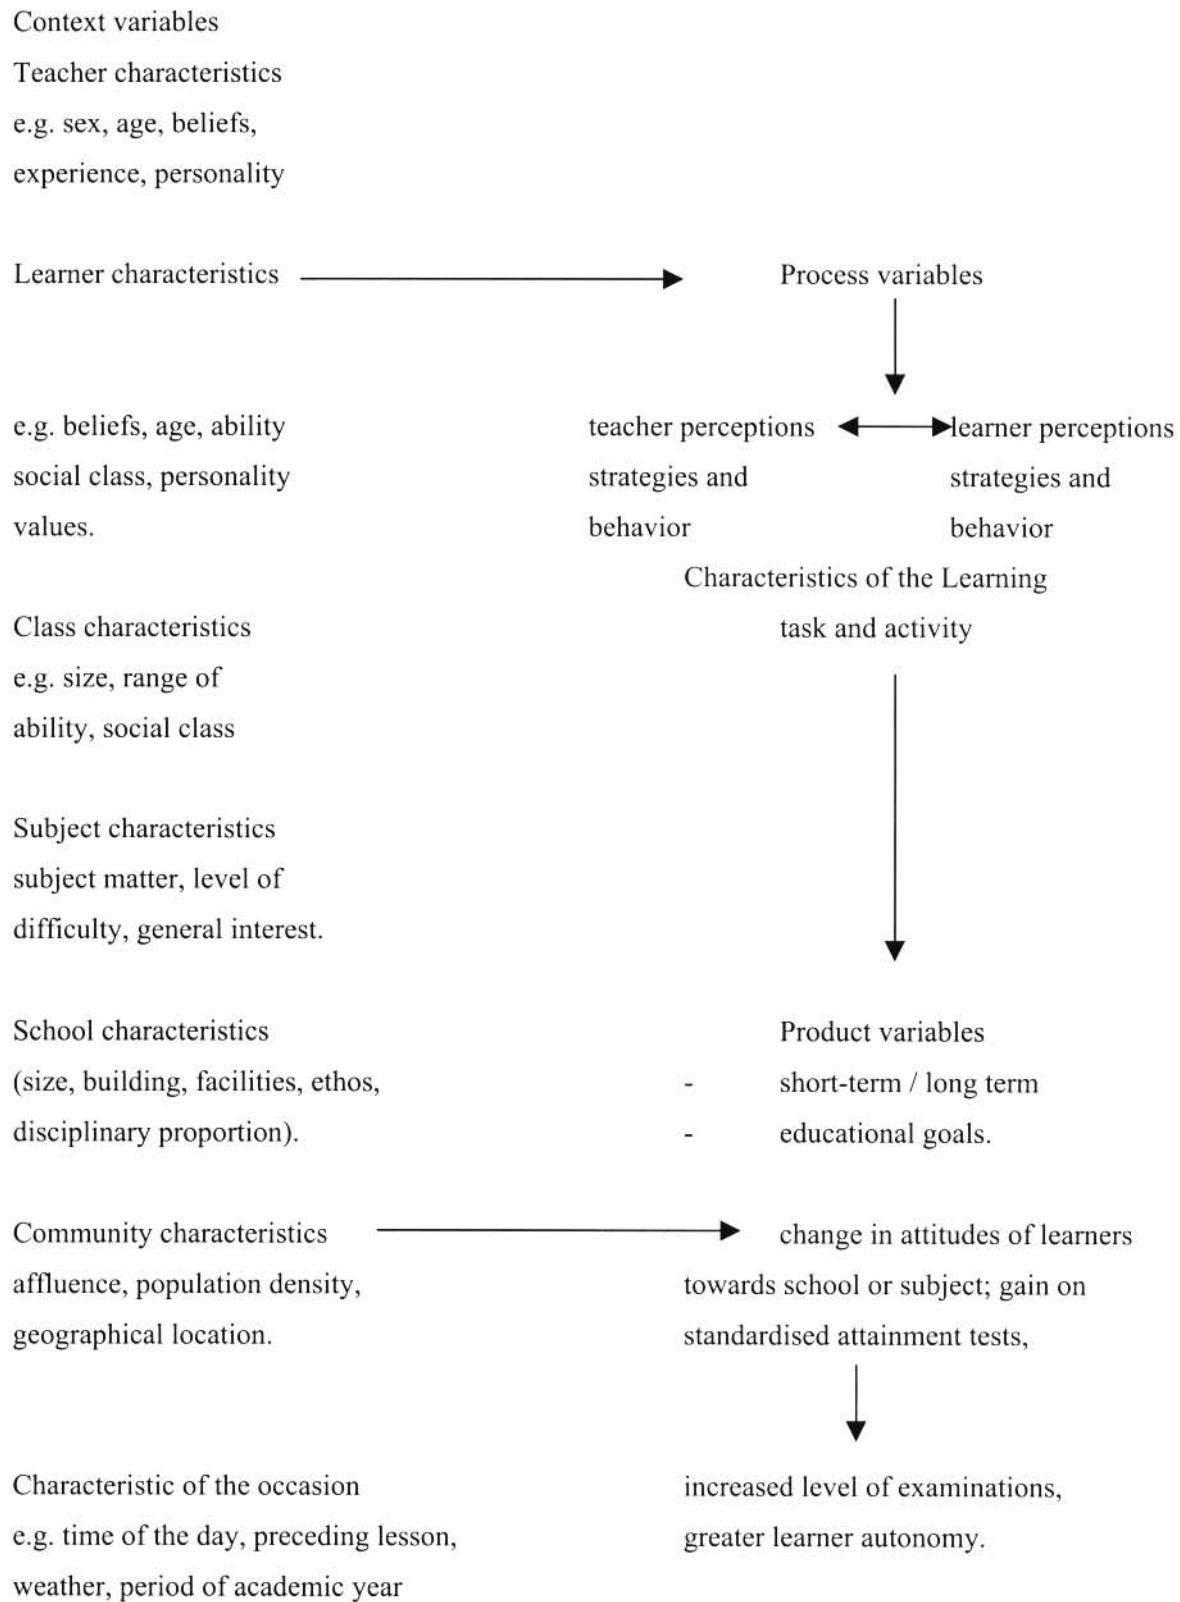 Context variables
Teacher characteristics
e.g. sex, age, beliefs,
experience, personality
Learner characteristics
Process variables
e.g. beliefs, age, ability
social class, personality
values.
teacher perceptions
strategies and
behavior
learner perceptions
strategies and
behavior
Characteristics of the Learning
task and activity
Class characteristics
e.g. size, range of
ability, social class
Subject characteristics
subject matter, level of
difficulty, general interest.
School characteristics
(size, building, facilities, ethos,
disciplinary proportion).
Product variables
- short-term / long term
- educational goals.
Community characteristics
affluence, population density,
geographical location.
change in attitudes of learners
towards school or subject; gain on
standardised attainment tests,
Characteristic of the occasion
e.g. time of the day, preceding lesson,
weather, period of academic year
increased level of examinations,
greater learner autonomy.